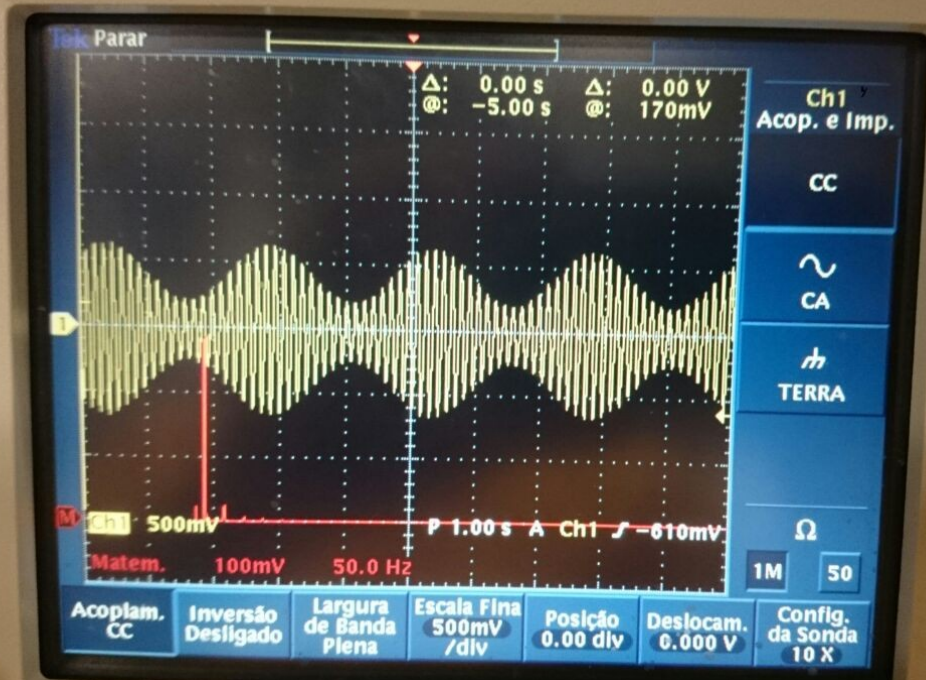 Tek Parar
Δ: 0.00 s Δ: 0.00 V
@: -5.00 s @: 170mV
Ch1
Acop. e Imp.
CC
CA
TERRA
Ω
1M 50
1
M
Ch1 500mV P 1.00 s A Ch1 -610mV
Matem. 100mV 50.0 Hz
Acoplam.
CC
Inversão
Desligado
Largura
de Banda
Plena
Escala Fina
500mV
/div
Posição
0.00 div
Deslocam.
0.000 V
Config.
da Sonda
10 X